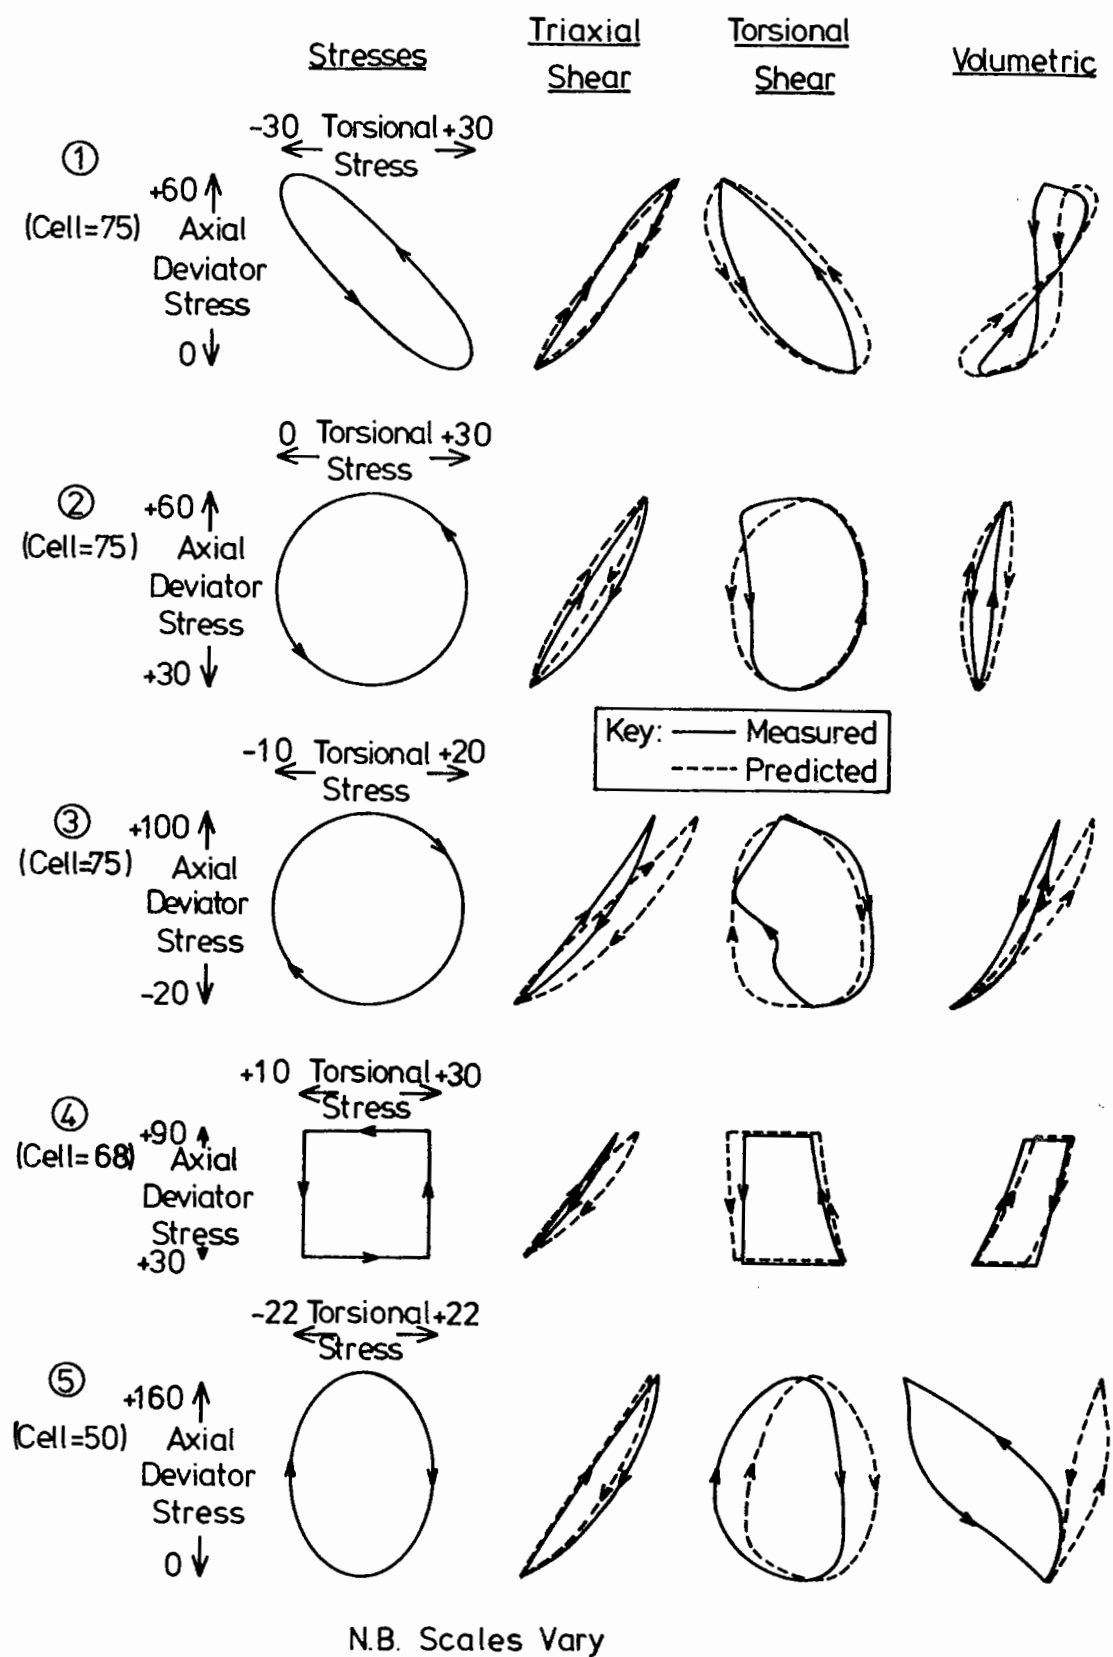 Stresses
Triaxial
Shear
Torsional
Shear
Volumetric
①
(Cell=75)
-30 Torsional +30
Stress
+60
Axial
Deviator
Stress
0
②
(Cell=75)
0 Torsional +30
Stress
+60
Axial
Deviator
Stress
+30
Key: Measured
Predicted
③
(Cell=75)
-10 Torsional +20
Stress
+100
Axial
Deviator
Stress
-20
④
(Cell=68)
+10 Torsional +30
Stress
+90
Axial
Deviator
Stress
+30
⑤
(Cell=50)
-22 Torsional +22
Stress
+160
Axial
Deviator
Stress
0
N.B. Scales Vary